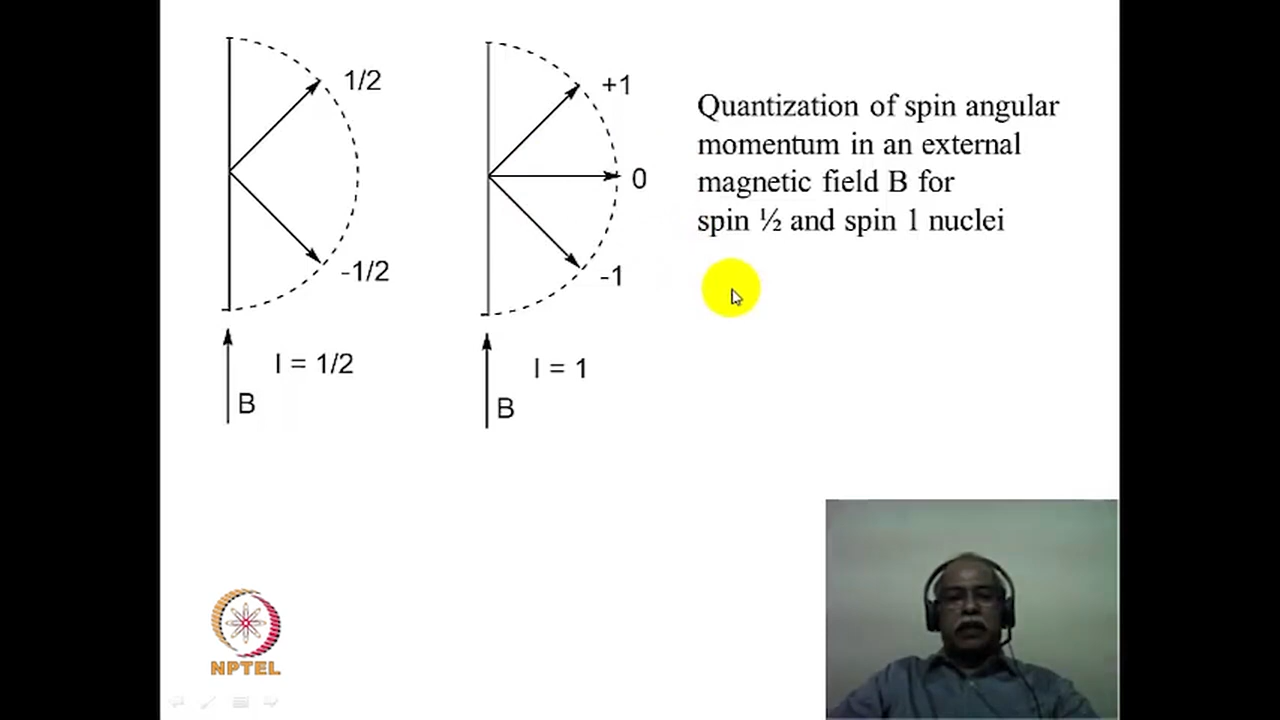 1/2
-1/2
I = 1/2
B
+1
0
-1
I = 1
B
Quantization of spin angular
momentum in an external
magnetic field B for
spin ½ and spin 1 nuclei
NPTEL